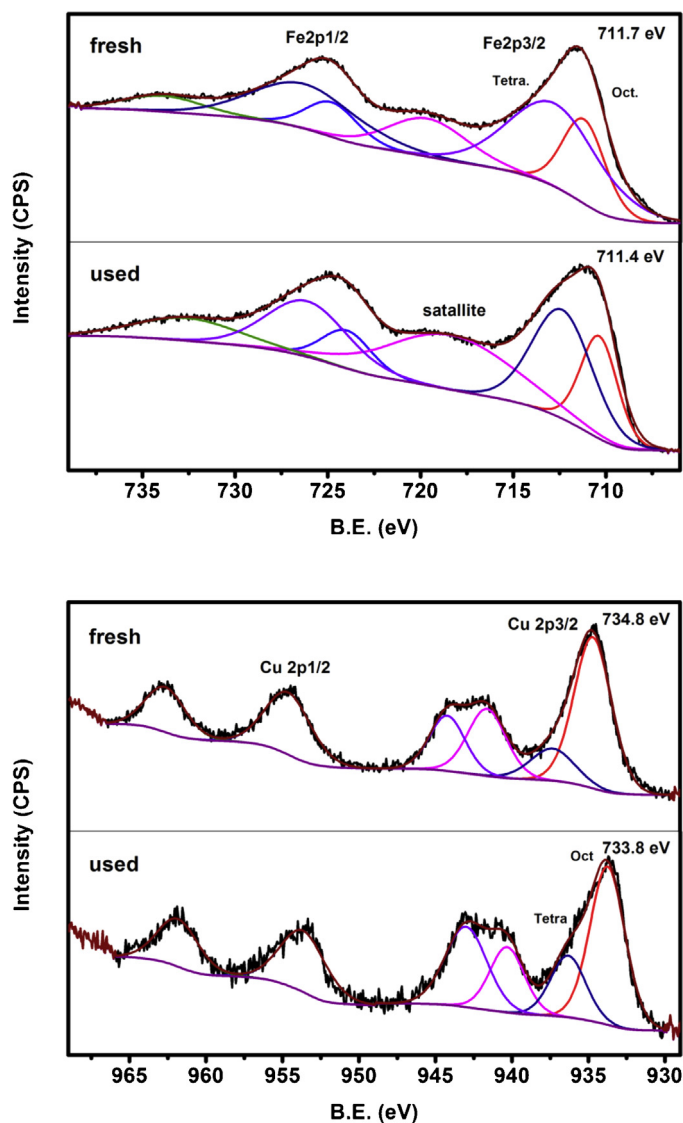 fresh
Fe2p1/2
Fe2p3/2
711.7 eV
Tetra.
Oct.
used
711.4 eV
satallite
Intensity (CPS)
735 730 725 720 715 710
B.E. (eV)
fresh
Cu 2p1/2
Cu 2p3/2
734.8 eV
used
733.8 eV
Oct
Tetra
Intensity (CPS)
965 960 955 950 945 940 935 930
B.E. (eV)